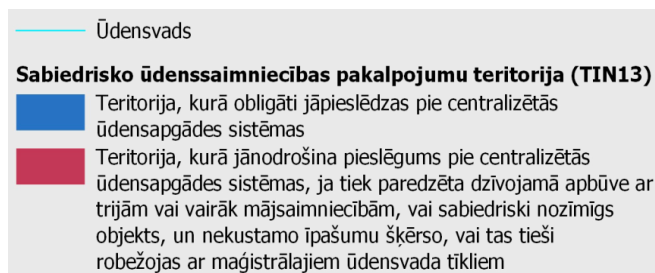 Ūdensvads
Sabiedrisko ūdenssaimniecības pakalpojumu teritorija (TIN13)
Teritorija, kurā obligāti jāpieslēdzas pie centralizētās
ūdensapgādes sistēmas
Teritorija, kurā jānodrošina pieslēgums pie centralizētās
ūdensapgādes sistēmas, ja tiek paredzēta dzīvojamā apbūve ar
trijām vai vairāk mājsaimniecībām, vai sabiedriski nozīmīgs
objekts, un nekustamo īpašumu šķērso, vai tas tieši
robežojas ar maģistrālajiem ūdensvada tīkliem